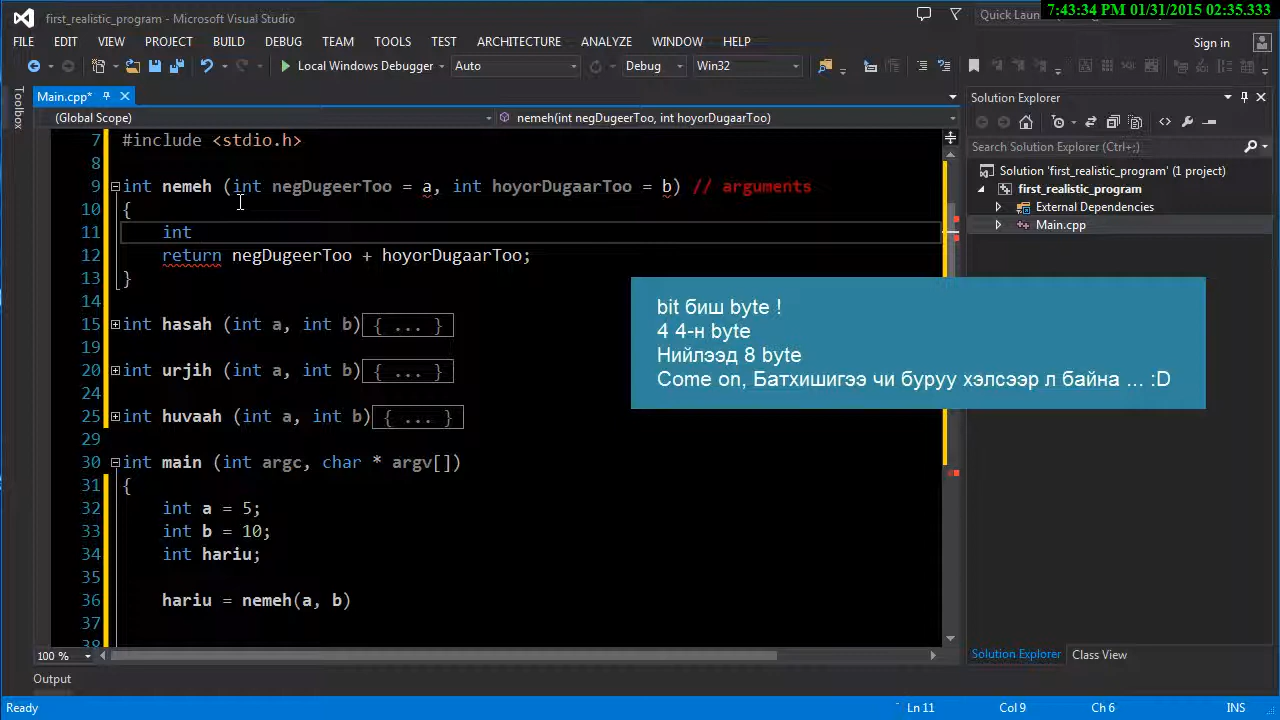 7:43:34 PM 01/31/2015 02:35.333
first_realistic_program - Microsoft Visual Studio
Quick Laun
FILE EDIT VIEW PROJECT BUILD DEBUG TEAM TOOLS TEST ARCHITECTURE ANALYZE WINDOW HELP
Sign in
Local Windows Debugger Auto Debug Win32
Toolbox
Main.cpp*
(Global Scope) nemeh(int negDugeerToo, int hoyorDugaarToo)
7 #include <stdio.h>
8
9 int nemeh (int negDugeerToo = a, int hoyorDugaarToo = b) // arguments
10 {
11 int
12 return negDugeerToo + hoyorDugaarToo;
13 }
14
15 int hasah (int a, int b){ ... }
19
20 int urjih (int a, int b){ ... }
24
25 int huvaah (int a, int b){ ... }
29
30 int main (int argc, char * argv[])
31 {
32 int a = 5;
33 int b = 10;
34 int hariu;
35
36 hariu = nemeh(a, b)
37
38
bit биш byte !
4 4-н byte
Нийлээд 8 byte
Come on, Батхишигээ чи буруу хэлсээр л байна ... :D
Solution Explorer
Search Solution Explorer (Ctrl+;)
Solution 'first_realistic_program' (1 project)
first_realistic_program
External Dependencies
Main.cpp
Solution Explorer Class View
100 %
Output
Ready Ln 11 Col 9 Ch 6 INS